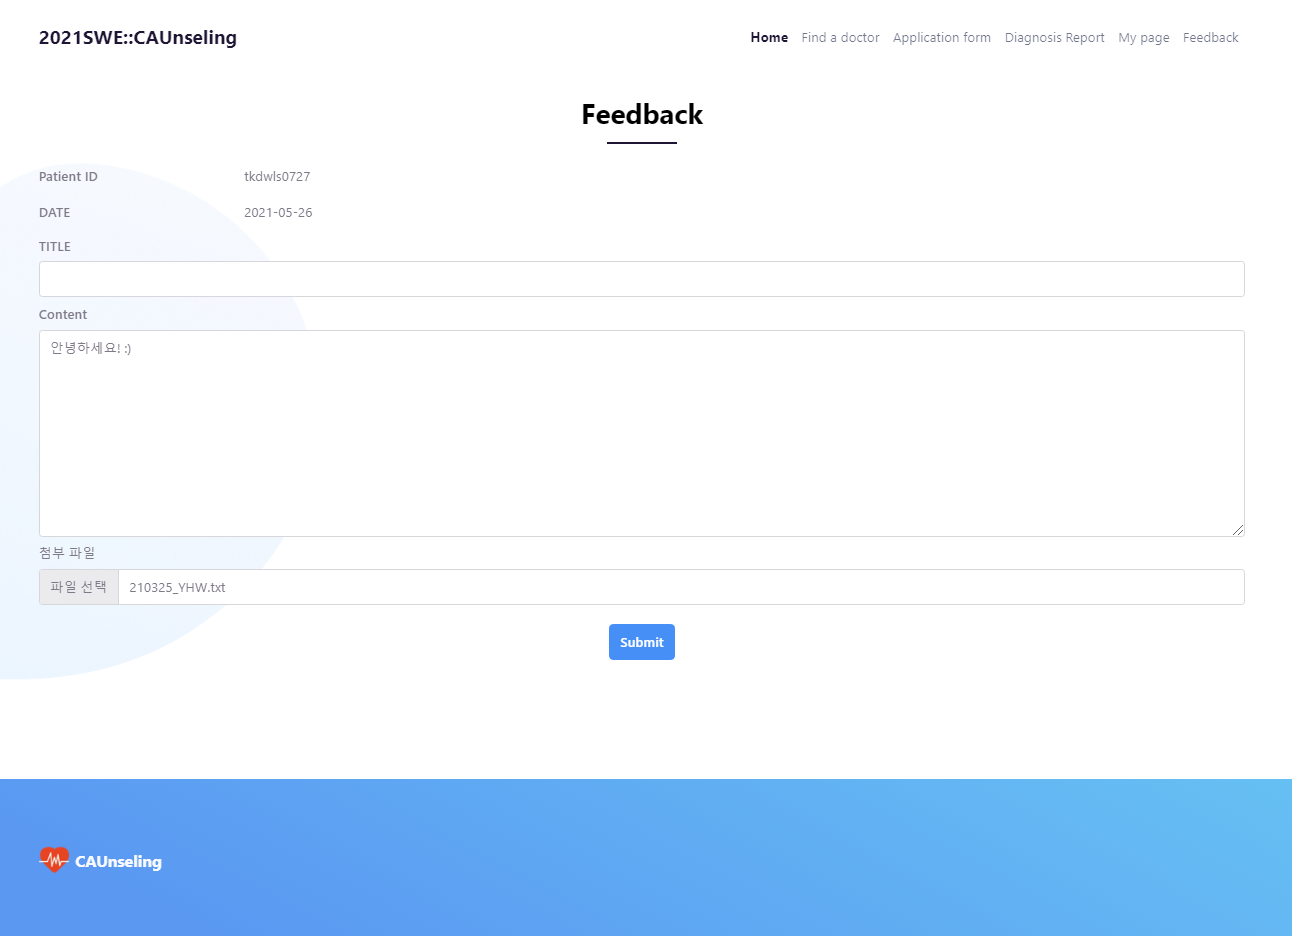 2021SWE::CAUnseling
Home Find a doctor Application form Diagnosis Report My page Feedback
Feedback
Patient ID tkdwls0727
DATE 2021-05-26
TITLE
Content
안녕하세요! :)
첨부 파일
파일 선택 210325_YHW.txt
Submit
CAUnseling